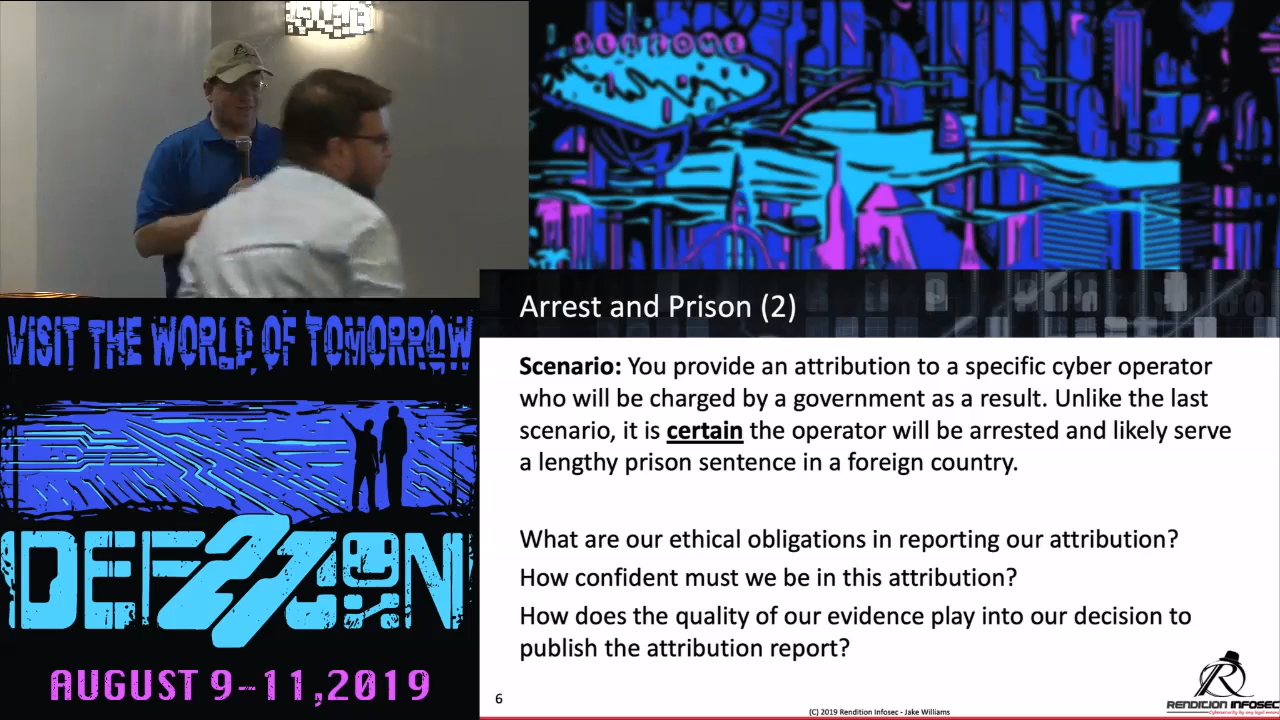 WELCOME
VISIT THE WORLD OF TOMORROW
DEF CON
27
AUGUST 9-11,2019
Arrest and Prison (2)
Scenario: You provide an attribution to a specific cyber operator
who will be charged by a government as a result. Unlike the last
scenario, it is certain the operator will be arrested and likely serve
a lengthy prison sentence in a foreign country.
What are our ethical obligations in reporting our attribution?
How confident must we be in this attribution?
How does the quality of our evidence play into our decision to
publish the attribution report?
6
(C) 2019 Rendition Infosec - Jake Williams
R
RENDITION INFOSEC